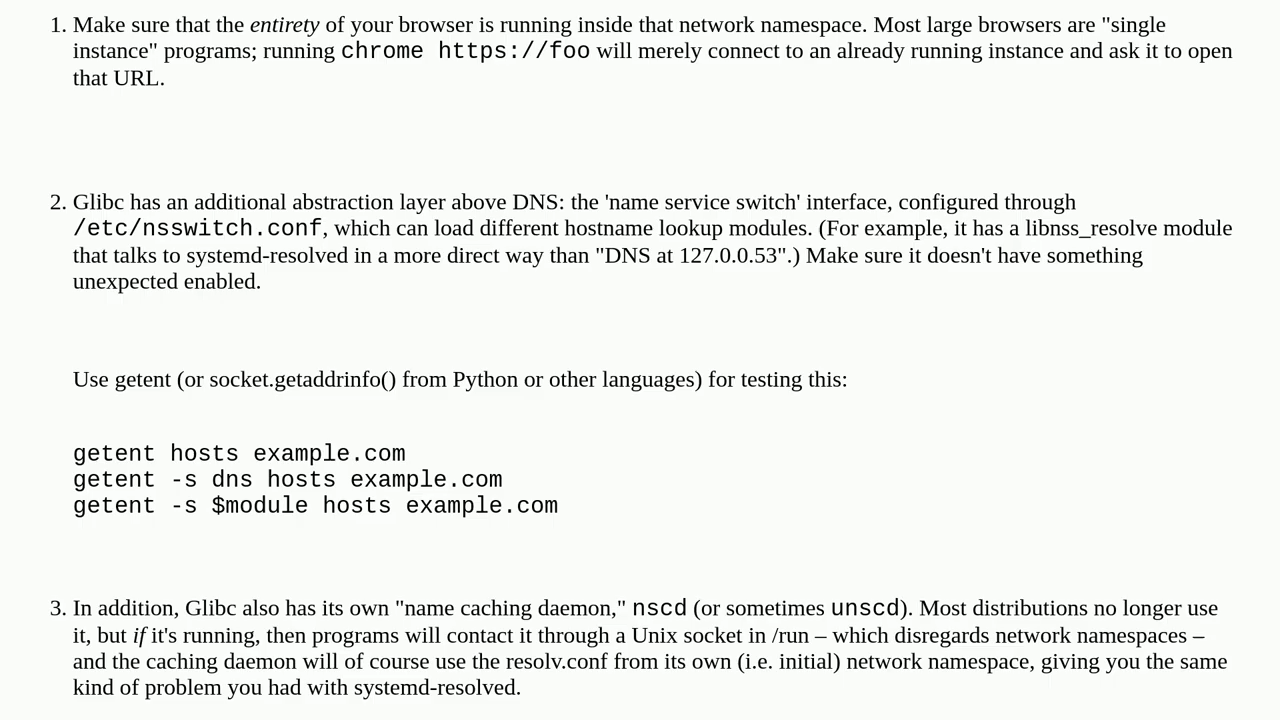 1. Make sure that the entirety of your browser is running inside that network namespace. Most large browsers are "single
instance" programs; running chrome https://foo will merely connect to an already running instance and ask it to open
that URL.
2. Glibc has an additional abstraction layer above DNS: the 'name service switch' interface, configured through
/etc/nsswitch.conf, which can load different hostname lookup modules. (For example, it has a libnss_resolve module
that talks to systemd-resolved in a more direct way than "DNS at 127.0.0.53".) Make sure it doesn't have something
unexpected enabled.
Use getent (or socket.getaddrinfo() from Python or other languages) for testing this:
getent hosts example.com
getent -s dns hosts example.com
getent -s $module hosts example.com
3. In addition, Glibc also has its own "name caching daemon," nscd (or sometimes unscd). Most distributions no longer use
it, but if it's running, then programs will contact it through a Unix socket in /run – which disregards network namespaces –
and the caching daemon will of course use the resolv.conf from its own (i.e. initial) network namespace, giving you the same
kind of problem you had with systemd-resolved.